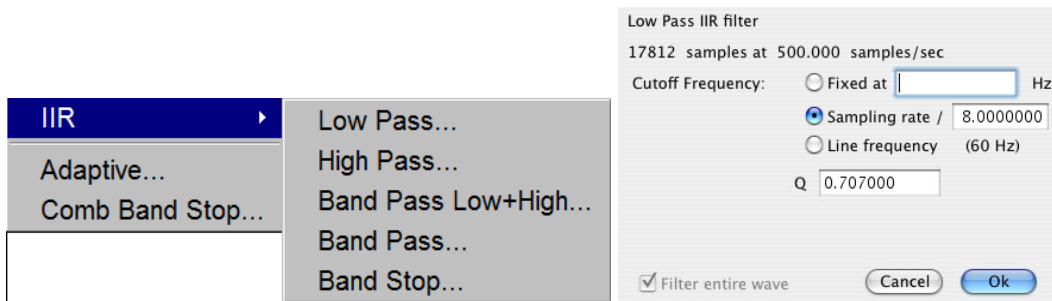 IIR
Adaptive...
Comb Band Stop...
Low Pass...
High Pass...
Band Pass Low+High...
Band Pass...
Band Stop...
Low Pass IIR filter
17812 samples at 500.000 samples/sec
Cutoff Frequency: Fixed at Hz
Sampling rate / 8.0000000
Line frequency (60 Hz)
Q 0.707000
Filter entire wave Cancel Ok